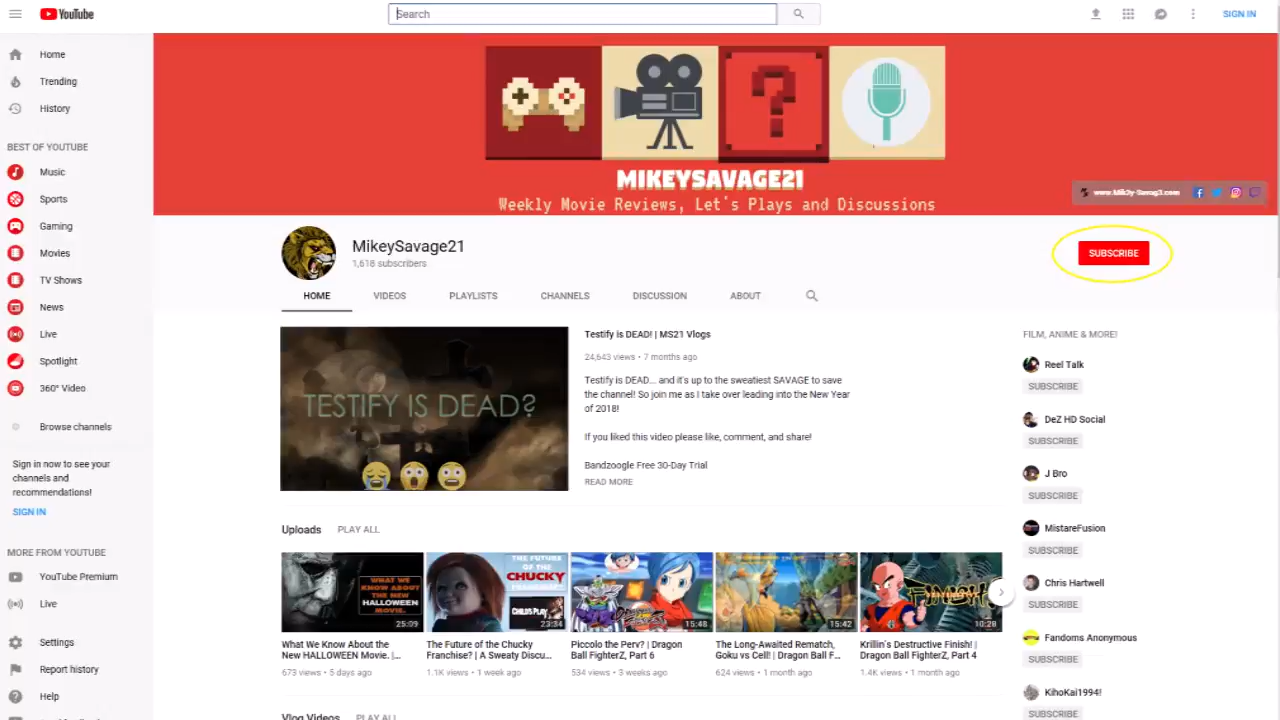 YouTube
Search
SIGN IN
Home
Trending
History
BEST OF YOUTUBE
Music
Sports
Gaming
Movies
TV Shows
News
Live
Spotlight
360° Video
Browse channels
Sign in now to see your
channels and
recommendations!
SIGN IN
MORE FROM YOUTUBE
YouTube Premium
Live
Settings
Report history
Help
MIKEYSAVAGE21
Weekly Movie Reviews, Let's Plays and Discussions
MikeySavage21
1,618 subscribers
SUBSCRIBE
HOME
VIDEOS
PLAYLISTS
CHANNELS
DISCUSSION
ABOUT
TESTIFY IS DEAD?
Testify is DEAD! | MS21 Vlogs
24,643 views • 7 months ago
Testify is DEAD... and it's up to the sweatiest SAVAGE to save
the channel! So join me as I take over leading into the New Year
of 2018!
If you liked this video please like, comment, and share!
Bandzoogle Free 30-Day Trial
READ MORE
Uploads
PLAY ALL
WHAT WE
KNOW ABOUT
THE NEW
HALLOWEEN
MOVIE.
25:09
What We Know About the
New HALLOWEEN Movie. |...
673 views • 5 days ago
THE FUTURE
OF THE
CHUCKY
CHILD'S PLAY
23:34
The Future of the Chucky
Franchise? | A Sweaty Discu...
1.1K views • 1 week ago
15:48
Piccolo the Perv? | Dragon
Ball FighterZ, Part 6
534 views • 3 weeks ago
15:42
The Long-Awaited Rematch,
Goku vs Cell! | Dragon Ball F...
624 views • 1 month ago
10:28
Krillin's Destructive Finish! |
Dragon Ball FighterZ, Part 4
1.4K views • 1 month ago
Vlog Videos
PLAY ALL
FILM, ANIME & MORE!
Reel Talk
SUBSCRIBE
DeZ HD Social
SUBSCRIBE
J Bro
SUBSCRIBE
MistareFusion
SUBSCRIBE
Chris Hartwell
SUBSCRIBE
Fandoms Anonymous
SUBSCRIBE
KihoKai1994!
SUBSCRIBE